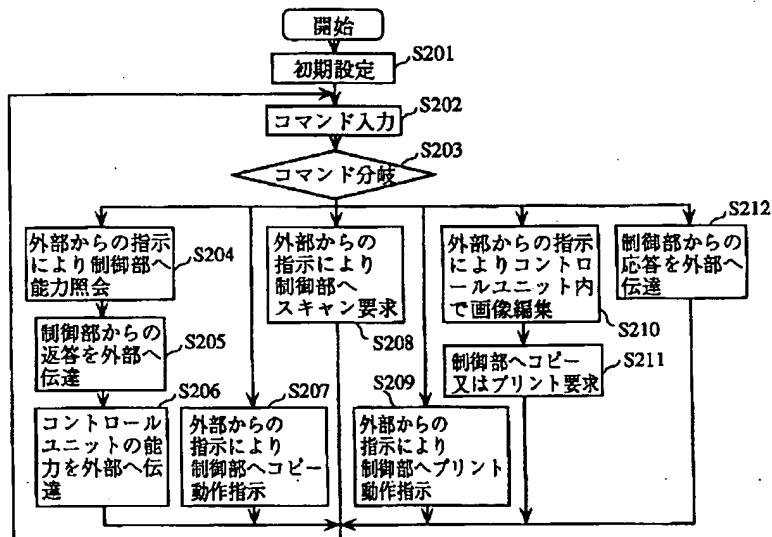 開始
初期設定
S201
コマンド入力
S202
コマンド分岐
S203
外部からの指示
により制御部へ
能力照会
S204
制御部からの
返答を外部へ
伝達
S205
コントロール
ユニットの能
力を外部へ伝
達
S206
外部からの
指示により
制御部へコピー
動作指示
S207
外部からの
指示により
制御部へ
スキャン要求
S208
外部からの
指示により
制御部へプリント
動作指示
S209
外部からの指示
によりコントロ
ールユニット内
で画像編集
S210
制御部へコピー
又はプリント要求
S211
制御部からの
応答を外部へ
伝達
S212